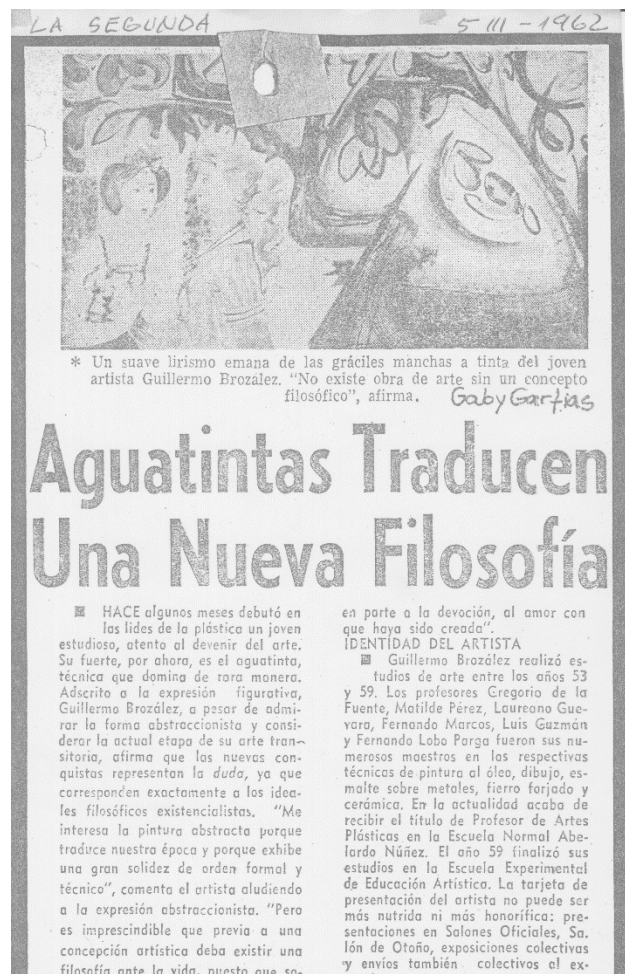 LA SEGUNDA 5 III - 1962
* Un suave lirismo emana de las gráciles manchas a tinta del joven
artista Guillermo Brozález. "No existe obra de arte sin un concepto
filosófico", afirma. Gaby Garfias
Aguatintas Traducen
Una Nueva Filosofía
HACE algunos meses debutó en
las lides de la plástica un joven
estudioso, atento al devenir del arte.
Su fuerte, por ahora, es el aguatinta,
técnica que domina de rara manera.
Adscrito a la expresión figurativa,
Guillermo Brozález, a pesar de admi-
rar la forma abstraccionista y consi-
derar la actual etapa de su arte tran-
sitoria, afirma que las nuevas con-
quistas representan la duda, ya que
corresponden exactamente a los idea-
les filosóficos existencialistas. "Me
interesa la pintura abstracta porque
traduce nuestra época y porque exhibe
una gran solidez de orden formal y
técnico", comenta el artista aludiendo
a la expresión abstraccionista. "Pero
es imprescindible que previa a una
concepción artística deba existir una
filosofía ante la vida, puesto que so-
en parte a la devoción, al amor con
que haya sido creada".
IDENTIDAD DEL ARTISTA
Guillermo Brozález realizó es-
tudios de arte entre los años 53
y 59. Los profesores Gregorio de la
Fuente, Matilde Pérez, Laureano Gue-
vara, Fernando Marcos, Luis Guzmán
y Fernando Lobo Parga fueron sus nu-
merosos maestros en las respectivas
técnicas de pintura al óleo, dibujo, es-
malte sobre metales, fierro forjado y
cerámica. En la actualidad acaba de
recibir el título de Profesor de Artes
Plásticas en la Escuela Normal Abe-
lardo Núñez. El año 59 finalizó sus
estudios en la Escuela Experimental
de Educación Artística. La tarjeta de
presentación del artista no puede ser
más nutrida ni más honorífica: pre-
sentaciones en Salones Oficiales, Sa.
lón de Otoño, exposiciones colectivas
y envíos también colectivos al ex-